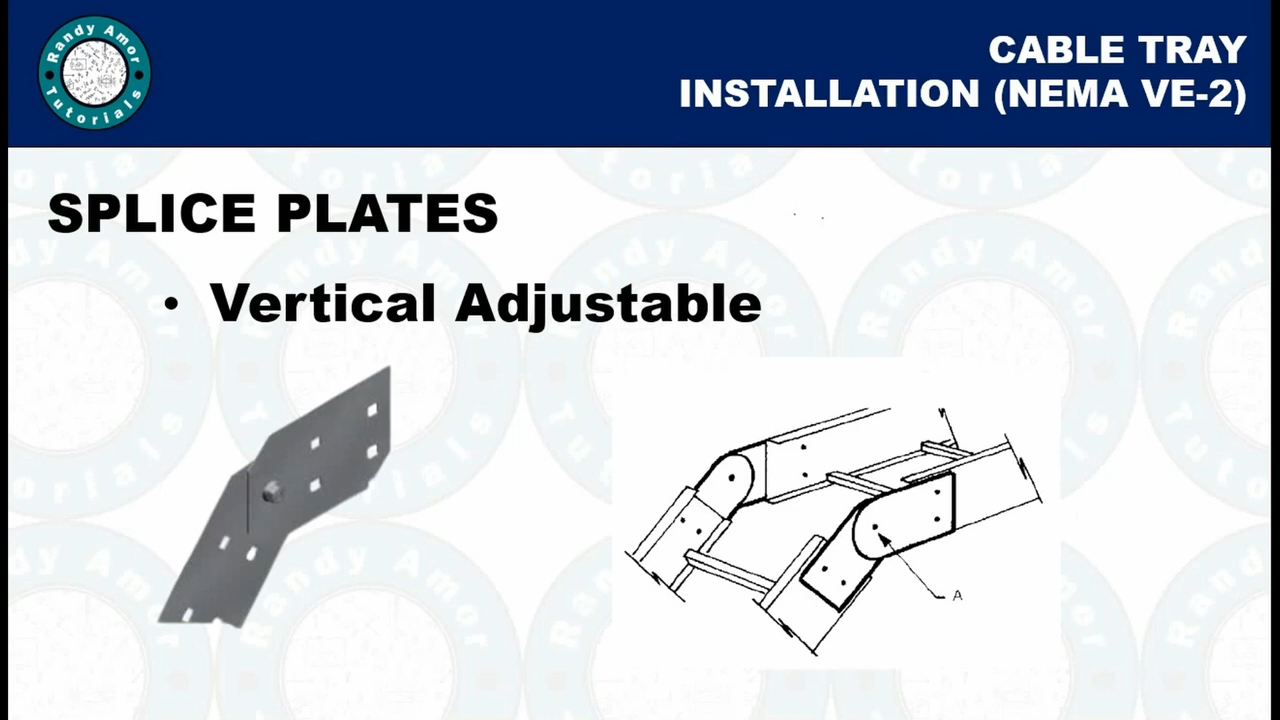 Randy Amor
Tutorials
CABLE TRAY
INSTALLATION (NEMA VE-2)
SPLICE PLATES
• Vertical Adjustable
A